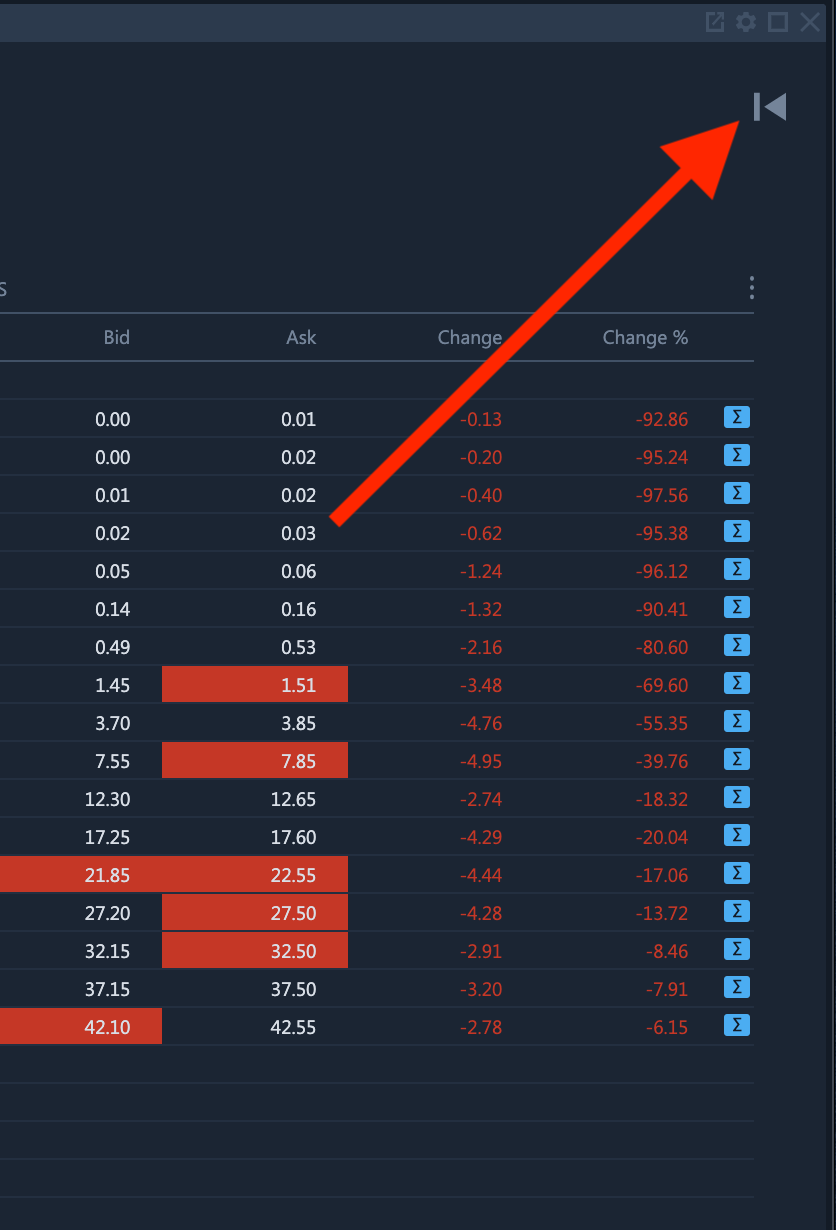 s
Bid Ask Change Change %
0.00 0.01 -0.13 -92.86 Σ
0.00 0.02 -0.20 -95.24 Σ
0.01 0.02 -0.40 -97.56 Σ
0.02 0.03 -0.62 -95.38 Σ
0.05 0.06 -1.24 -96.12 Σ
0.14 0.16 -1.32 -90.41 Σ
0.49 0.53 -2.16 -80.60 Σ
1.45 1.51 -3.48 -69.60 Σ
3.70 3.85 -4.76 -55.35 Σ
7.55 7.85 -4.95 -39.76 Σ
12.30 12.65 -2.74 -18.32 Σ
17.25 17.60 -4.29 -20.04 Σ
21.85 22.55 -4.44 -17.06 Σ
27.20 27.50 -4.28 -13.72 Σ
32.15 32.50 -2.91 -8.46 Σ
37.15 37.50 -3.20 -7.91 Σ
42.10 42.55 -2.78 -6.15 Σ